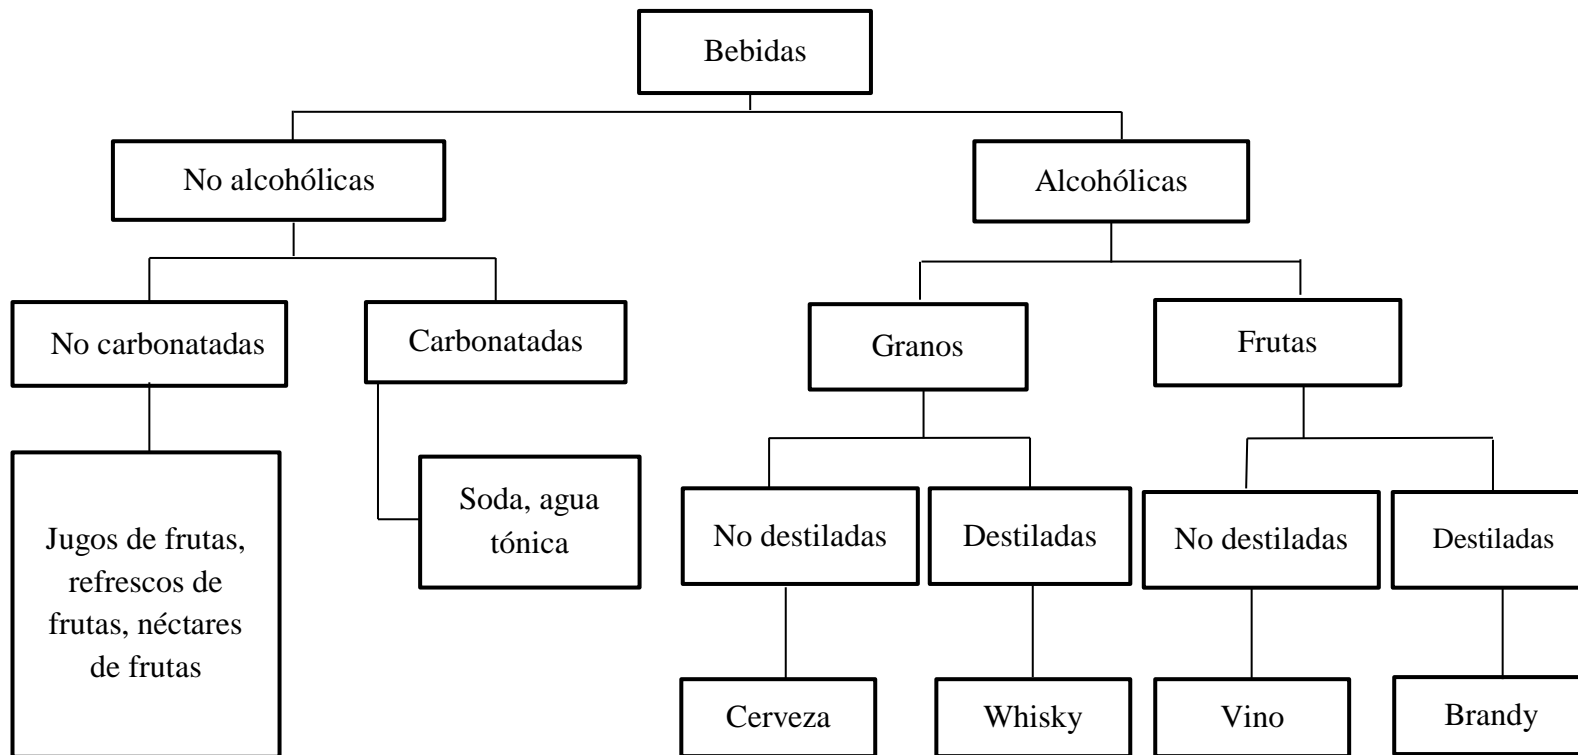 Bebidas
No alcohólicas
Alcohólicas
No carbonatadas
Carbonatadas
Granos
Frutas
Jugos de frutas,
refrescos de
frutas, néctares
de frutas
Soda, agua
tónica
No destiladas
Destiladas
No destiladas
Destiladas
Cerveza
Whisky
Vino
Brandy